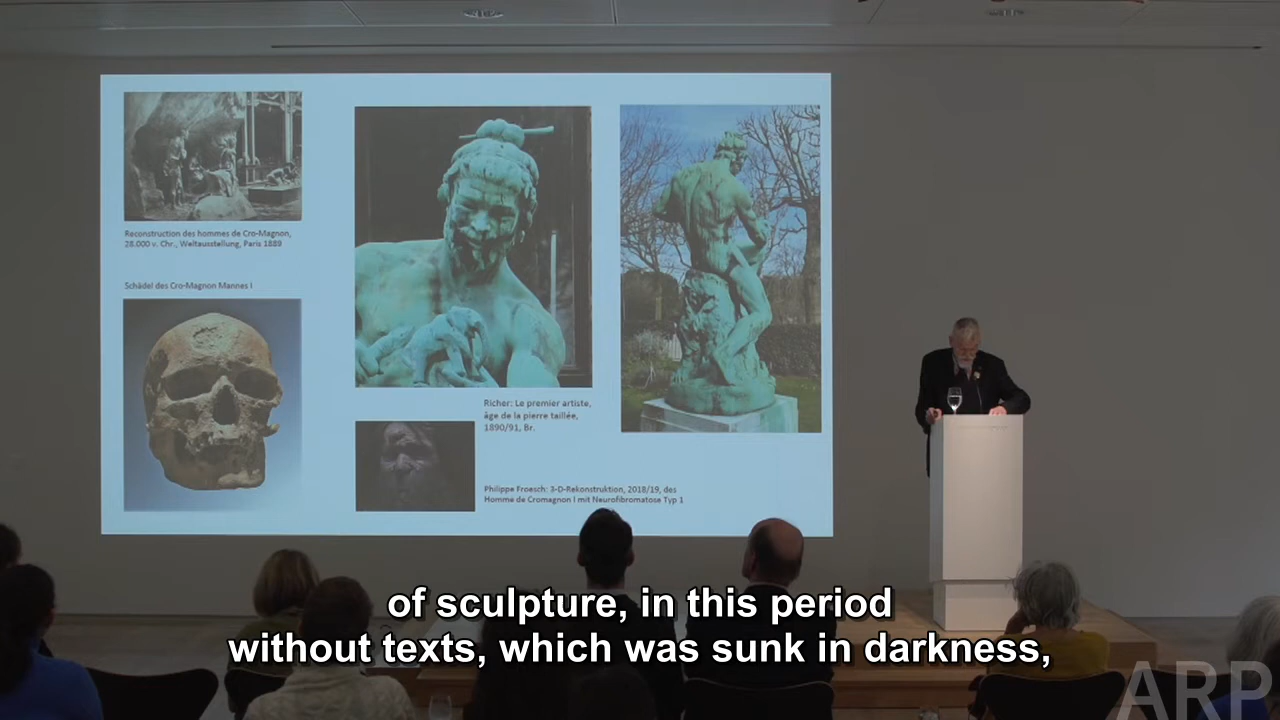 Reconstruction des hommes de Cro-Magnon,
28.000 v. Chr., Weltausstellung, Paris 1889
Schädel des Cro-Magnon Mannes I
Richer: Le premier artiste,
âge de la pierre taillée,
1890/91, Br.
Philippe Froesch: 3-D-Rekonstruktion, 2018/19, des
Homme de Cromagnon I mit Neurofibromatose Typ 1
of sculpture, in this period
without texts, which was sunk in darkness,
ARP